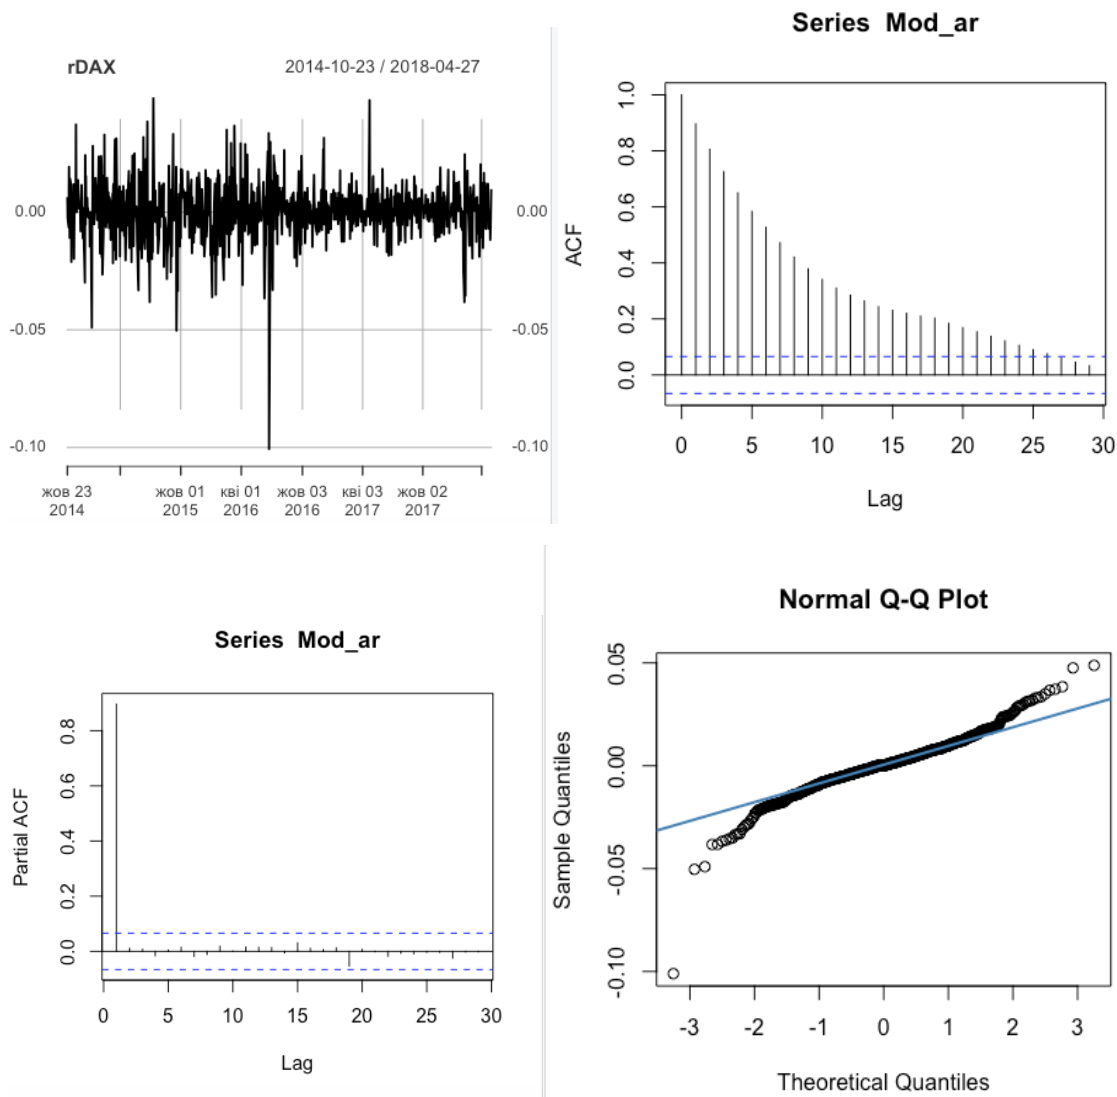 rDAX 2014-10-23 / 2018-04-27
0.00 0.00
-0.05 -0.05
-0.10 -0.10
жов 23 жов 01 кві 01 жов 03 кві 03 жов 02
2014 2015 2016 2016 2017 2017
Series Mod_ar
ACF
1.0
0.8
0.6
0.4
0.2
0.0
0 5 10 15 20 25 30
Lag
Series Mod_ar
Partial ACF
0.8
0.6
0.4
0.2
0.0
0 5 10 15 20 25 30
Lag
Normal Q-Q Plot
Sample Quantiles
0.05
0.00
-0.05
-0.10
-3 -2 -1 0 1 2 3
Theoretical Quantiles